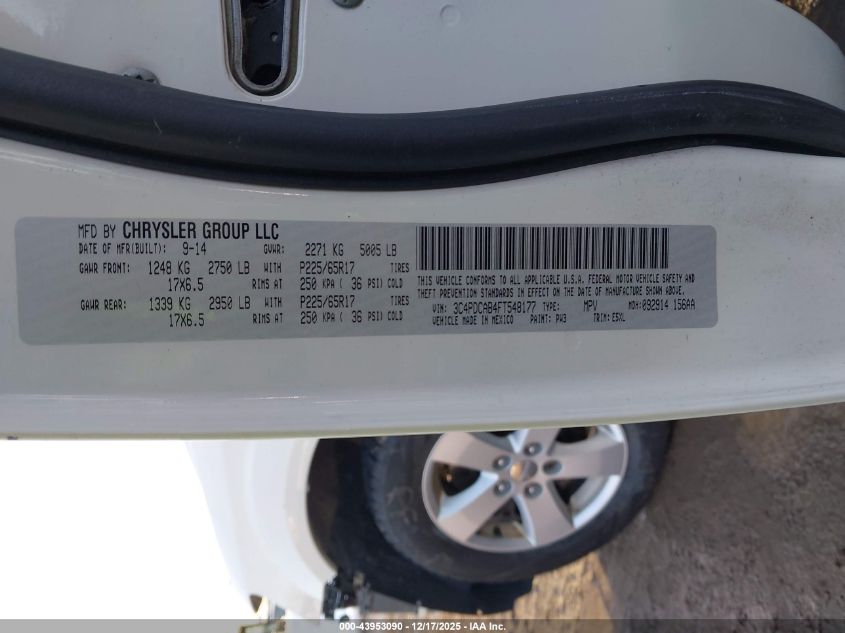 MFD BY CHRYSLER GROUP LLC
DATE OF MFR(BUILT): 9-14 GVWR: 2271 KG 5005 LB
GAWR FRONT: 1248 KG 2750 LB WITH P225/65R17 TIRES
17X6.5 RIMS AT 250 KPA ( 36 PSI) COLD
GAWR REAR: 1339 KG 2950 LB WITH P225/65R17 TIRES
17X6.5 RIMS AT 250 KPA ( 36 PSI) COLD
THIS VEHICLE CONFORMS TO ALL APPLICABLE U.S.A. FEDERAL MOTOR VEHICLE SAFETY AND
THEFT PREVENTION STANDARDS IN EFFECT ON THE DATE OF MANUFACTURE SHOWN ABOVE.
VIN: 3C4PDCAB4FT548177 TYPE: MPV MDH: 092914 156AA
VEHICLE MADE IN MEXICO PAINT: PW3 TRIM: E5XL
000-43953090 - 12/17/2025 - IAA Inc.